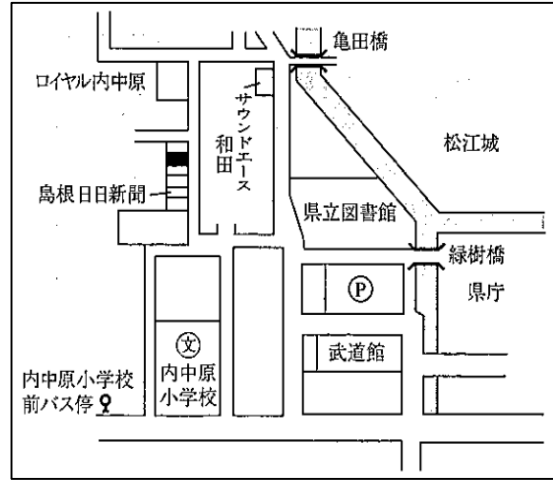 亀田橋
ロイヤル内中原
サウンドエース
和田
松江城
島根日日新聞
県立図書館
緑樹橋
県庁
P
文
内中原
小学校
武道館
内中原小学校
前バス停